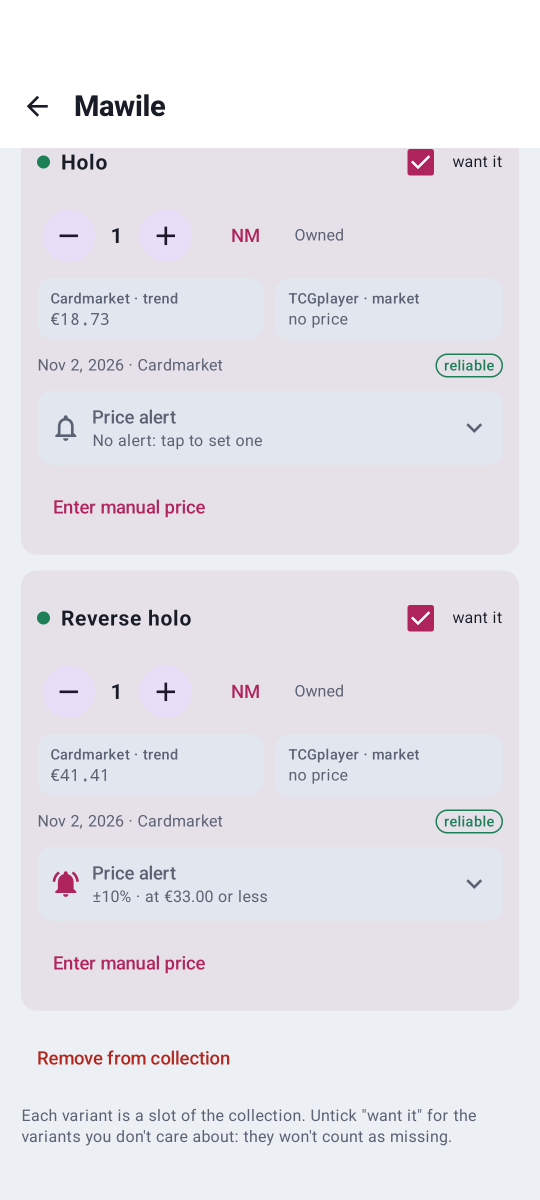 Mawile
Holo
want it
1
NM
Owned
Cardmarket · trend
€18.73
TCGplayer · market
no price
Nov 2, 2026 · Cardmarket
reliable
Price alert
No alert: tap to set one
Enter manual price
Reverse holo
want it
1
NM
Owned
Cardmarket · trend
€41.41
TCGplayer · market
no price
Nov 2, 2026 · Cardmarket
reliable
Price alert
±10% · at €33.00 or less
Enter manual price
Remove from collection
Each variant is a slot of the collection. Untick "want it" for the
variants you don't care about: they won't count as missing.